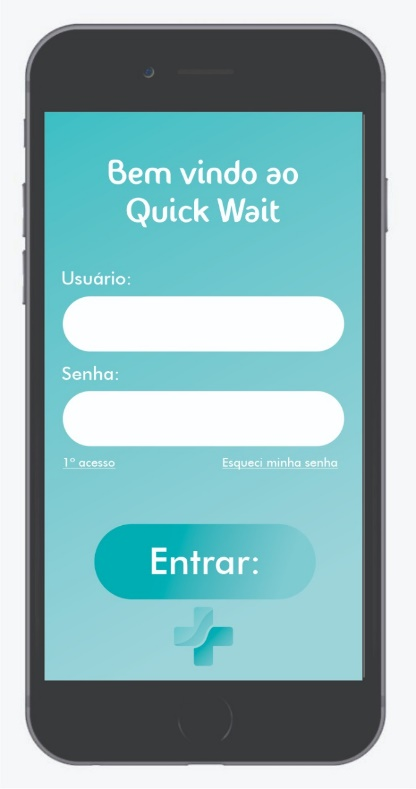 Bem vindo ao
Quick Wait
Usuário:
Senha:
1º acesso Esqueci minha senha
Entrar: